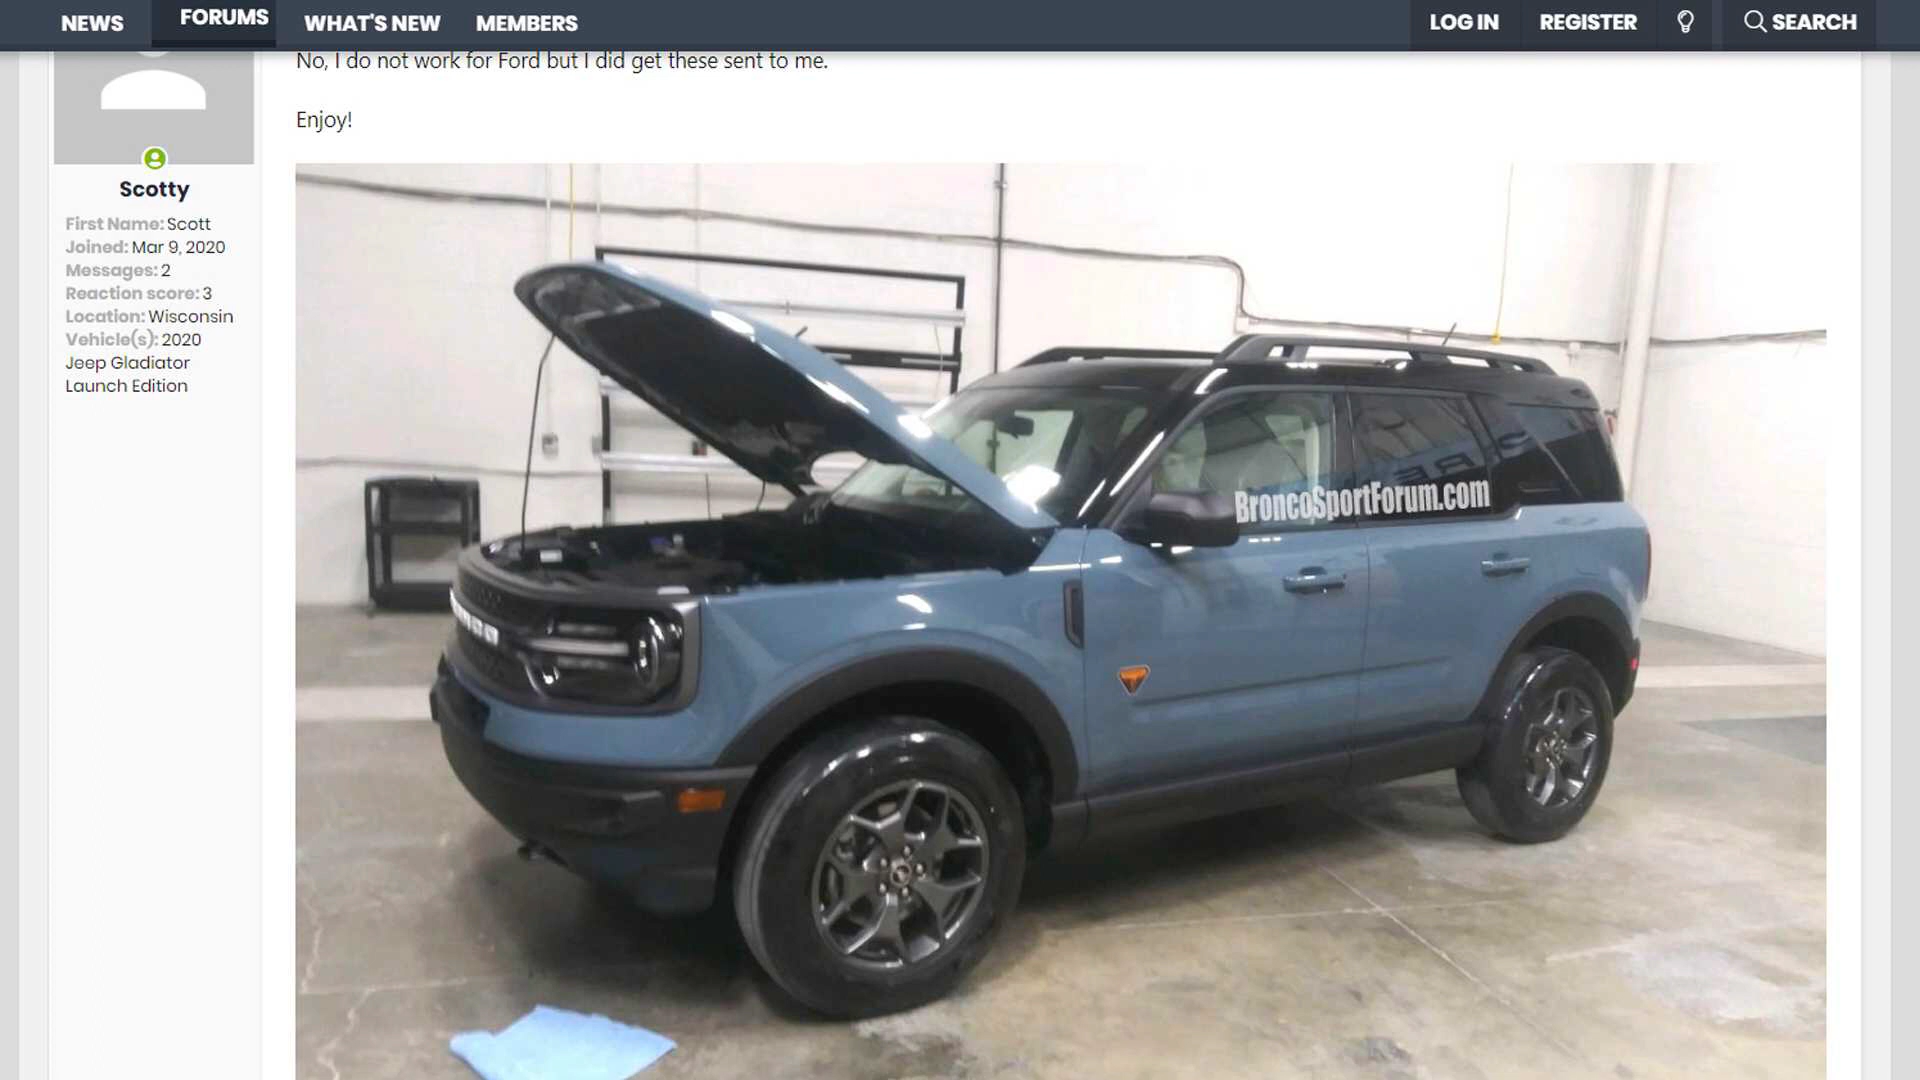 NEWS
FORUMS
WHAT'S NEW
MEMBERS
LOG IN
REGISTER
SEARCH
No, I do not work for Ford but I did get these sent to me.
Enjoy!
Scotty
First Name: Scott
Joined: Mar 9, 2020
Messages: 2
Reaction score: 3
Location: Wisconsin
Vehicle(s): 2020
Jeep Gladiator
Launch Edition
BroncoSportForum.com